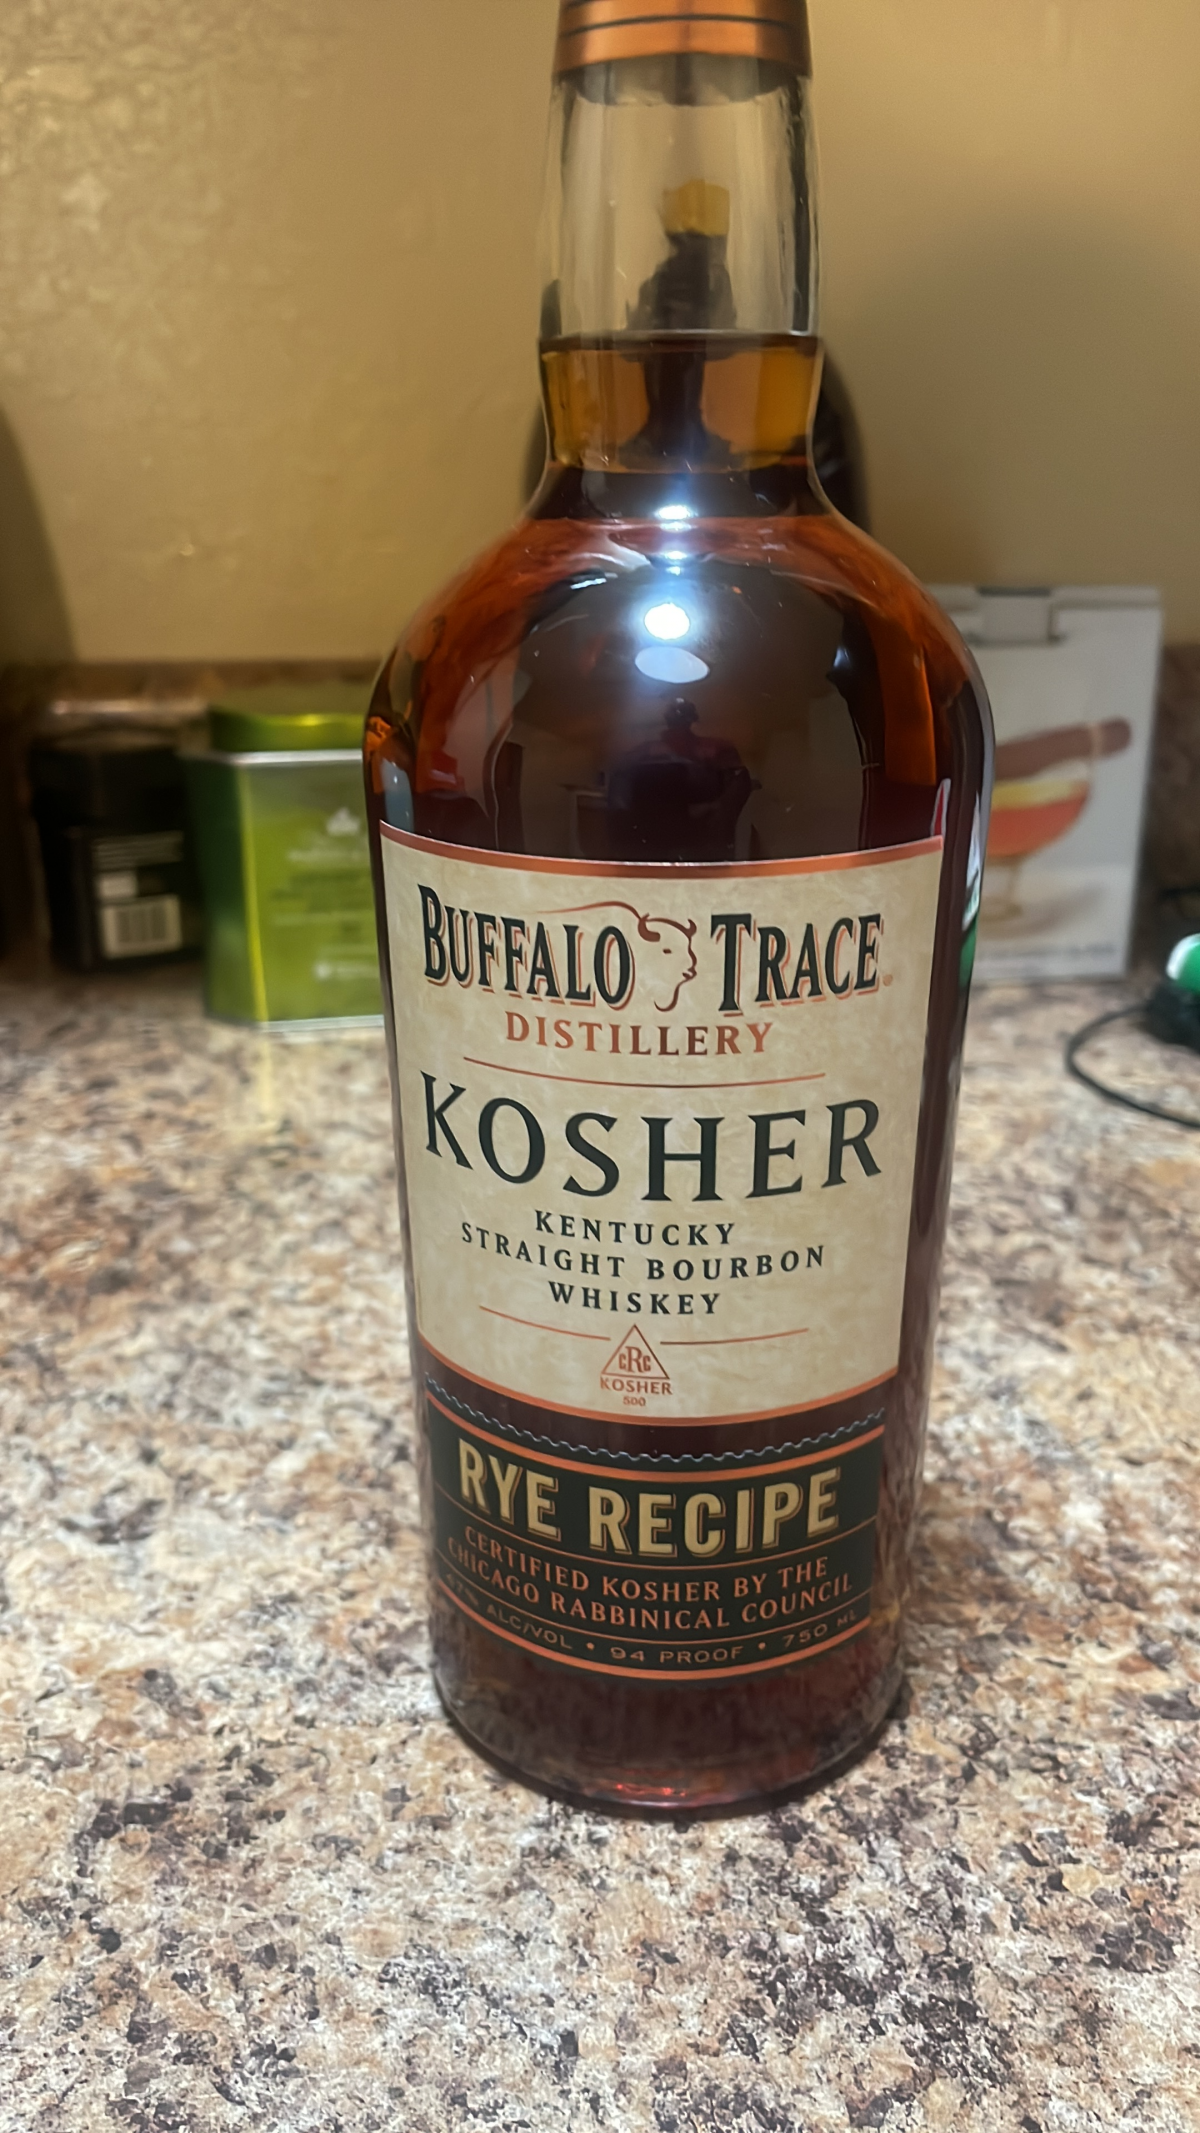 BUFFALO TRACE
DISTILLERY
KOSHER
KENTUCKY
STRAIGHT BOURBON
WHISKEY
cRc
KOSHER
500
RYE RECIPE
CERTIFIED KOSHER BY THE
CHICAGO RABBINICAL COUNCIL
47% ALC/VOL • 94 PROOF • 750 ML